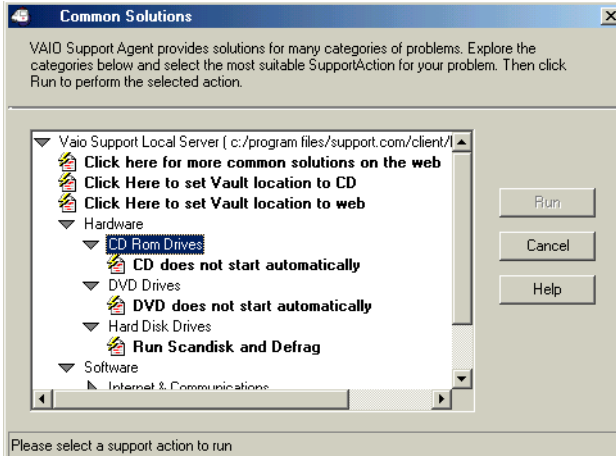 Common Solutions
VAIO Support Agent provides solutions for many categories of problems. Explore the
categories below and select the most suitable SupportAction for your problem. Then click
Run to perform the selected action.
Vaio Support Local Server ( c:/program files/support.com/client/
Click here for more common solutions on the web
Click Here to set Vault location to CD
Click Here to set Vault location to web
Hardware
CD Rom Drives
CD does not start automatically
DVD Drives
DVD does not start automatically
Hard Disk Drives
Run Scandisk and Defrag
Software
Internet & Communications
Run
Cancel
Help
Please select a support action to run